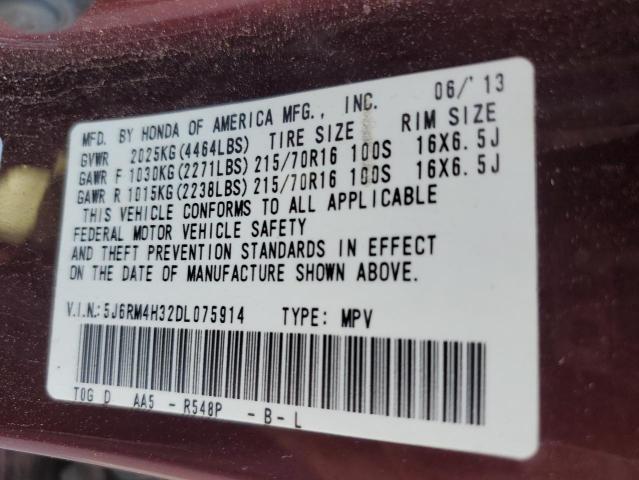 MFD. BY HONDA OF AMERICA MFG., INC. 06/'13
GVWR 2025KG(4464LBS) TIRE SIZE RIM SIZE
GAWR F 1030KG(2271LBS) 215/70R16 100S 16X6.5J
GAWR R 1015KG(2238LBS) 215/70R16 100S 16X6.5J
THIS VEHICLE CONFORMS TO ALL APPLICABLE
FEDERAL MOTOR VEHICLE SAFETY
AND THEFT PREVENTION STANDARDS IN EFFECT
ON THE DATE OF MANUFACTURE SHOWN ABOVE.
V.I.N.: 5J6RM4H32DL075914 TYPE: MPV
T0G D AA5 - R548P - B - L